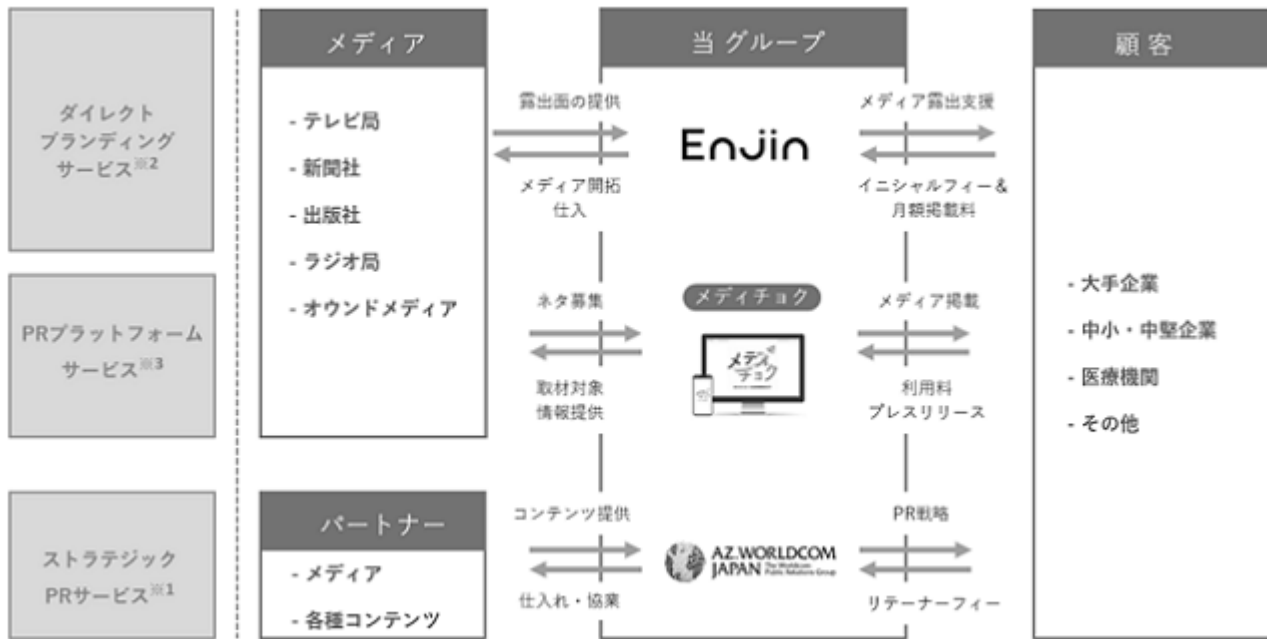 メディア
当グループ
顧客
ダイレクト
ブランディング
サービス※2
- テレビ局
- 新聞社
- 出版社
- ラジオ局
- オウンドメディア
露出面の提供
メディア開拓
仕入
Enjin
メディア露出支援
イニシャルフィー&
月額掲載料
PRプラットフォーム
サービス※3
ネタ募集
取材対象
情報提供
メディチョク
メディ
チョク
メディア掲載
利用料
プレスリリース
- 大手企業
- 中小・中堅企業
- 医療機関
- その他
ストラテジック
PRサービス※1
パートナー
- メディア
- 各種コンテンツ
コンテンツ提供
仕入れ・協業
AZ.WORLDCOM
JAPAN The Worldcom
Public Relations Group
PR戦略
リテーナーフィー